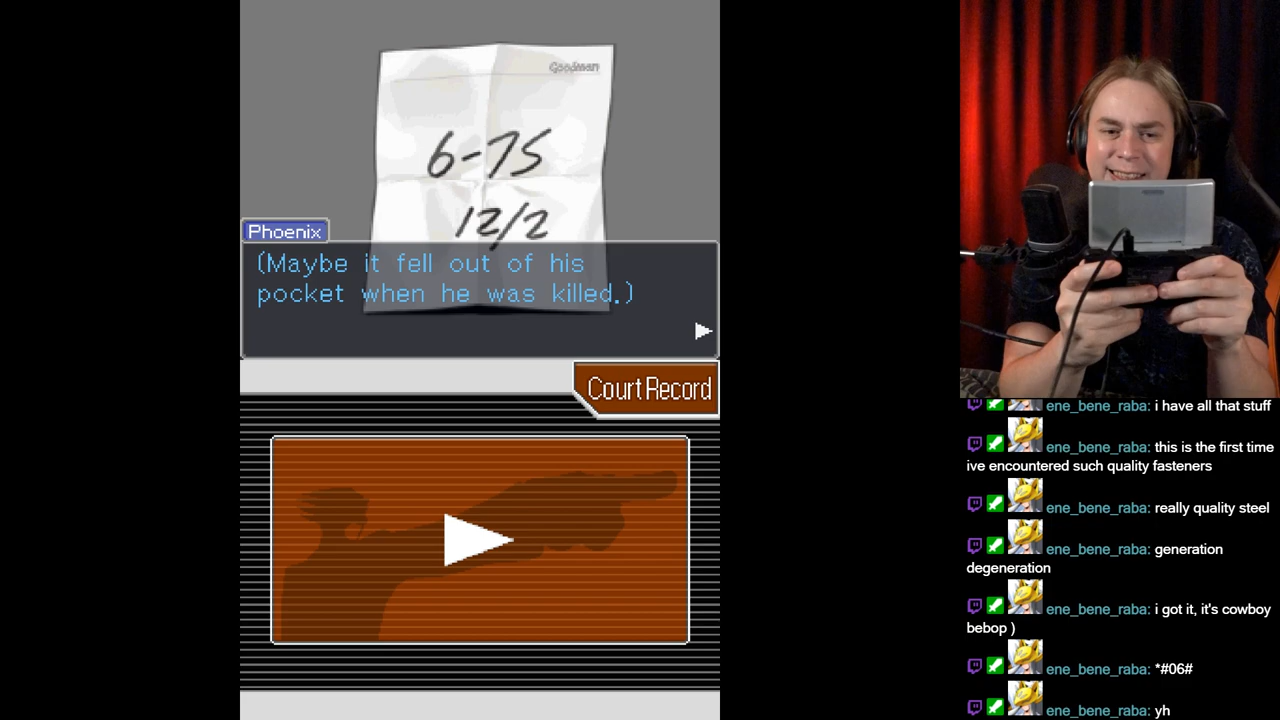 Goodman
6-7S
12/2
Phoenix
(Maybe it fell out of his
pocket when he was killed.)
Court Record
ene_bene_raba: i have all that stuff
ene_bene_raba: this is the first time
ive encountered such quality fasteners
ene_bene_raba: really quality steel
ene_bene_raba: generation
degeneration
ene_bene_raba: i got it, it's cowboy
bebop )
ene_bene_raba: *#06#
ene_bene_raba: yh